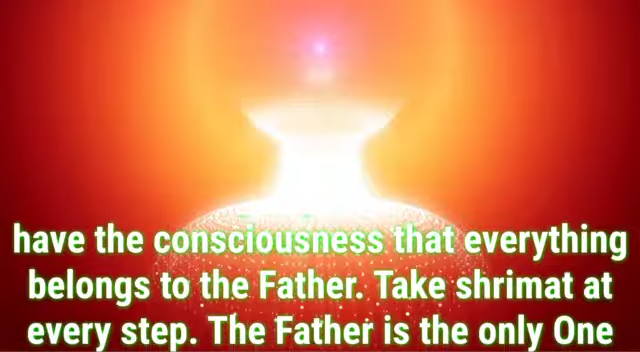 have the consciousness that everything
belongs to the Father. Take shrimat at
every step. The Father is the only One